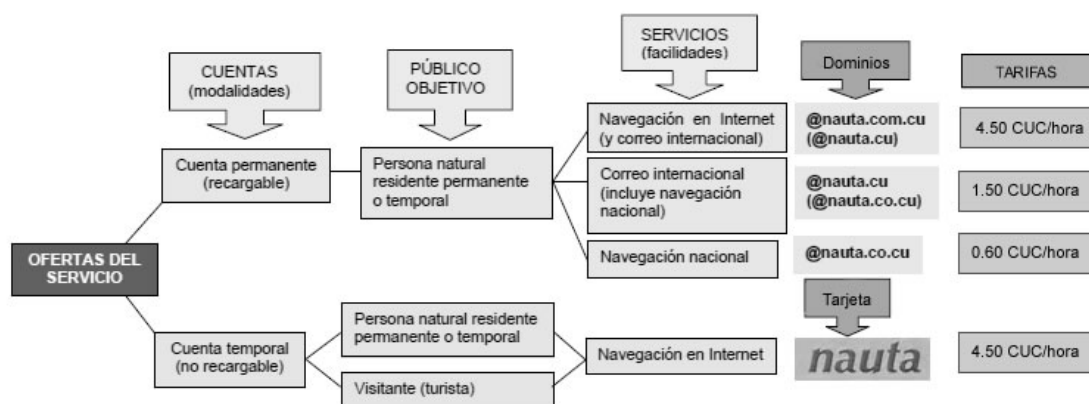 CUENTAS
(modalidades)
PÚBLICO
OBJETIVO
SERVICIOS
(facilidades)
Dominios
TARIFAS
Cuenta permanente
(recargable)
Persona natural
residente permanente
o temporal
Navegación en Internet
(y correo internacional)
@nauta.com.cu
(@nauta.cu)
4.50 CUC/hora
Correo internacional
(incluye navegación
nacional)
@nauta.cu
(@nauta.co.cu)
1.50 CUC/hora
Navegación nacional
@nauta.co.cu
0.60 CUC/hora
OFERTAS DEL
SERVICIO
Tarjeta
Cuenta temporal
(no recargable)
Persona natural residente
permanente o temporal
Visitante (turista)
Navegación en Internet
nauta
4.50 CUC/hora